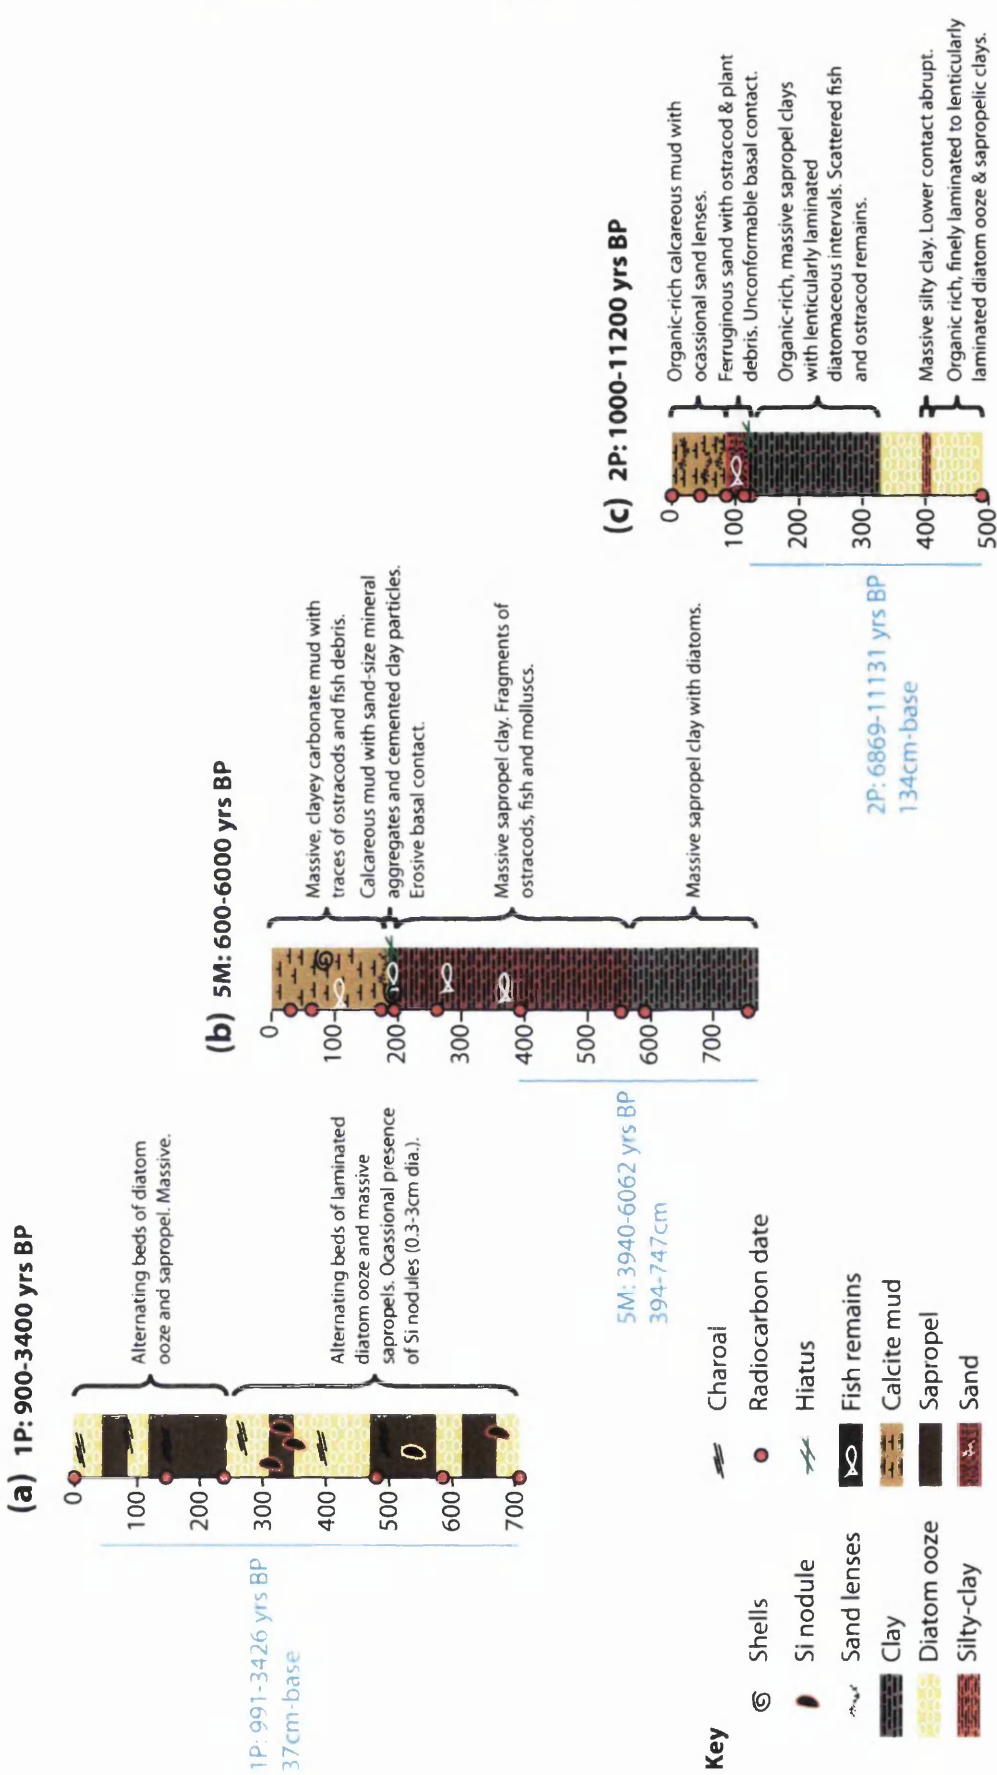 (a) 1P: 900-3400 yrs BP
0
100
200
300
400
500
600
700
Alternating beds of diatom
ooze and sapropel. Massive.
Alternating beds of laminated
diatom ooze and massive
sapropels. Ocassional presence
of Si nodules (0.3-3cm dia.).
1P: 991-3426 yrs BP
37cm-base
(b) 5M: 600-6000 yrs BP
0
100
200
300
400
500
600
700
Massive, clayey carbonate mud with
traces of ostracods and fish debris.
Calcareous mud with sand-size mineral
aggregates and cemented clay particles.
Erosive basal contact.
Massive sapropel clay. Fragments of
ostracods, fish and molluscs.
Massive sapropel clay with diatoms.
5M: 3940-6062 yrs BP
394-747cm
(c) 2P: 1000-11200 yrs BP
0
100
200
300
400
500
Organic-rich calcareous mud with
ocassional sand lenses.
Ferruginous sand with ostracod & plant
debris. Unconformable basal contact.
Organic-rich, massive sapropel clays
with lenticularly laminated
diatomaceous intervals. Scattered fish
and ostracod remains.
Massive silty clay. Lower contact abrupt.
Organic rich, finely laminated to lenticularly
laminated diatom ooze & sapropelic clays.
2P: 6869-11131 yrs BP
134cm-base
Key
Shells
Si nodule
Sand lenses
Clay
Diatom ooze
Silty-clay
Charoal
Radiocarbon date
Hiatus
Fish remains
Calcite mud
Sapropel
Sand